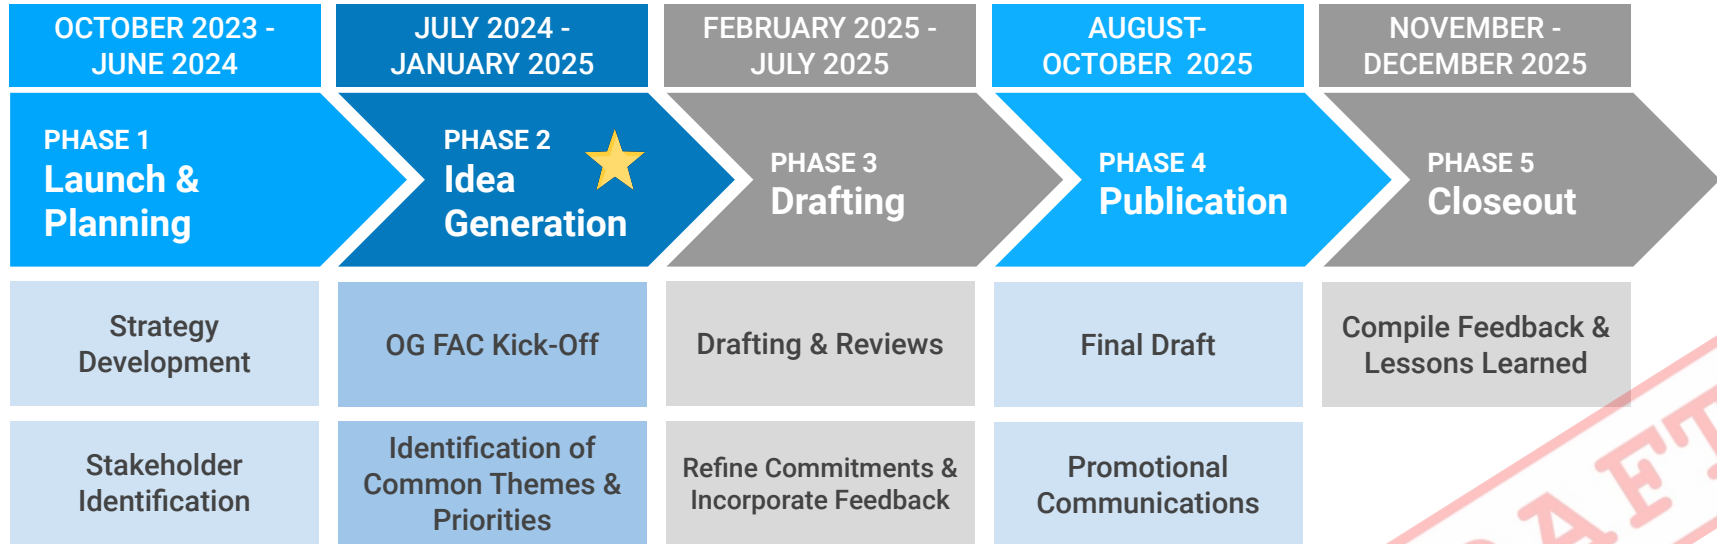 OCTOBER 2023 -
JUNE 2024
JULY 2024 -
JANUARY 2025
FEBRUARY 2025 -
JULY 2025
AUGUST-
OCTOBER 2025
NOVEMBER -
DECEMBER 2025
PHASE 1
Launch &
Planning
PHASE 2
Idea
Generation
PHASE 3
Drafting
PHASE 4
Publication
PHASE 5
Closeout
Strategy
Development
OG FAC Kick-Off
Drafting & Reviews
Final Draft
Compile Feedback &
Lessons Learned
Stakeholder
Identification
Identification of
Common Themes &
Priorities
Refine Commitments &
Incorporate Feedback
Promotional
Communications